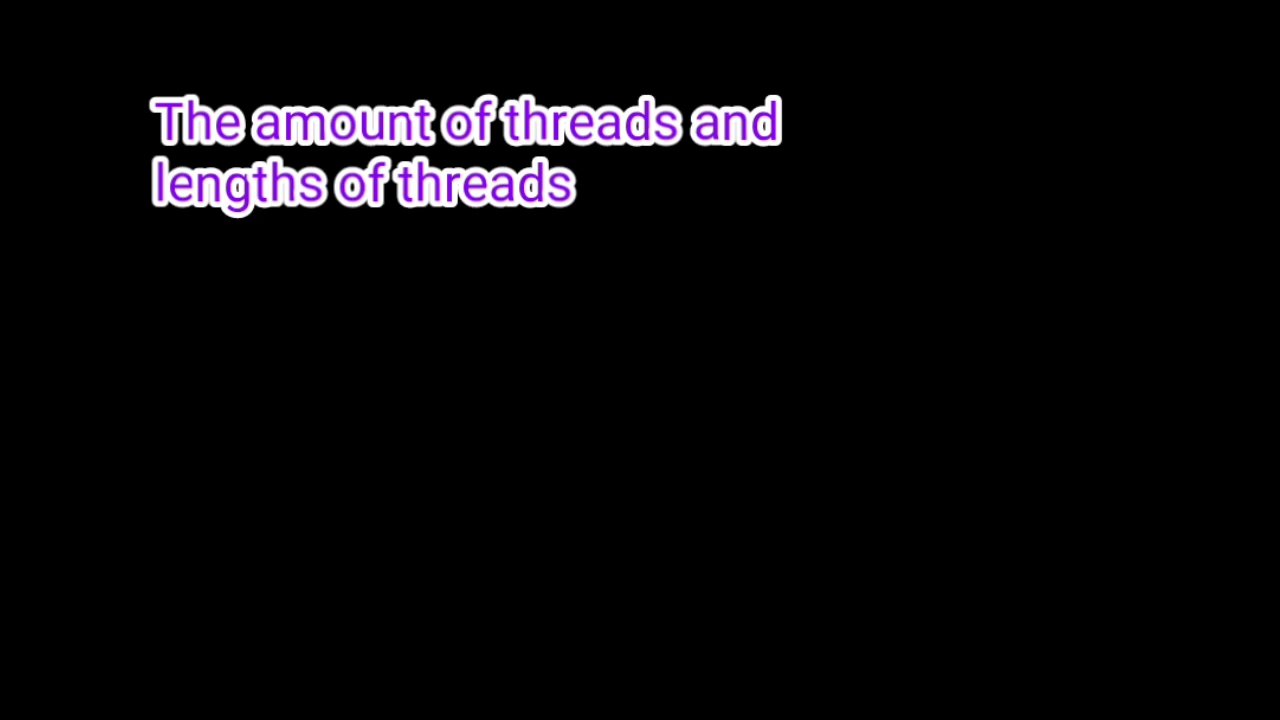 The amount of threads and
lengths of threads